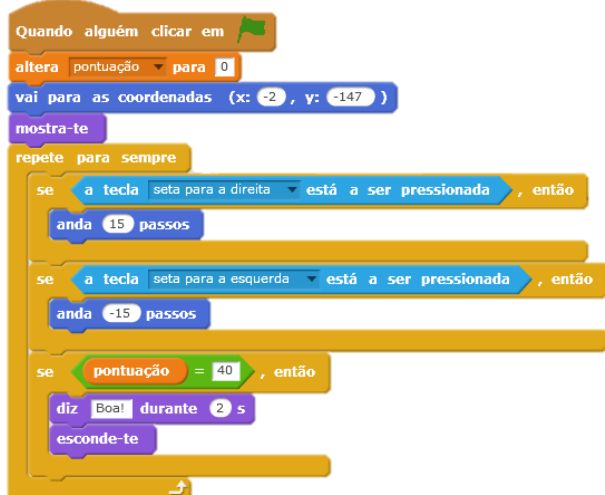 Quando alguém clicar em
altera pontuação para 0
vai para as coordenadas (x: -2 , y: -147 )
mostra-te
repete para sempre
se a tecla seta para a direita está a ser pressionada , então
anda 15 passos
se a tecla seta para a esquerda está a ser pressionada , então
anda -15 passos
se pontuação = 40 , então
diz Boa! durante 2 s
esconde-te